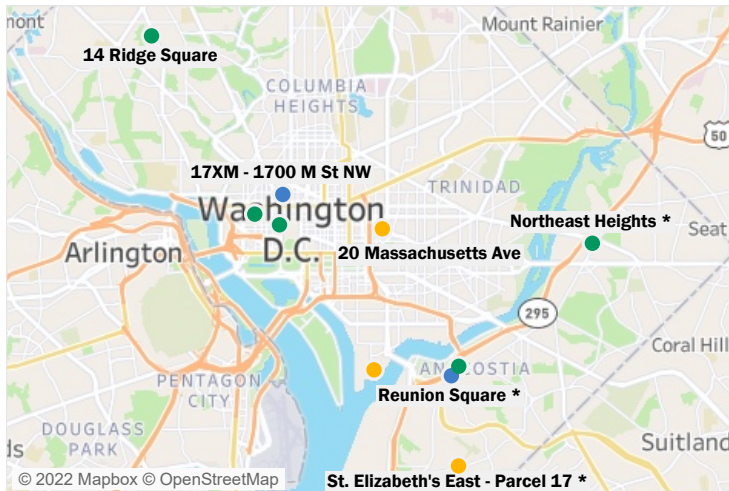 mont
Mount Rainier
14 Ridge Square
COLUMBIA
HEIGHTS
50
17XM - 1700 M St NW
TRINIDAD
Washington
D.C.
Northeast Heights *
Seat
Arlington
20 Massachusetts Ave
295
Coral Hill
ANACOSTIA
PENTAGON
CITY
Reunion Square *
DOUGLASS
PARK
ds
Suitland
© 2022 Mapbox © OpenStreetMap
St. Elizabeth's East - Parcel 17 *